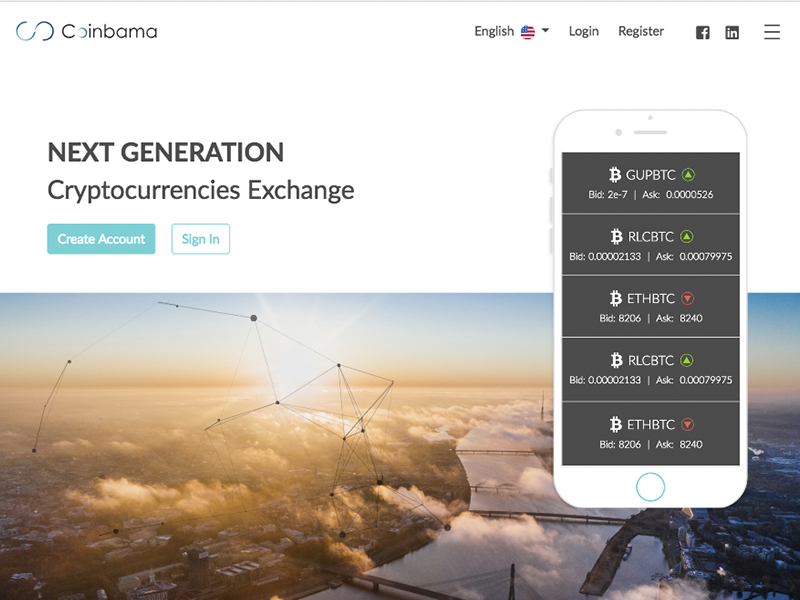 Coinbama
English
Login
Register
NEXT GENERATION
Cryptocurrencies Exchange
Create Account
Sign In
GUPBTC
Bid: 2e-7 | Ask: 0.0000526
RLCBTC
Bid: 0.00002133 | Ask: 0.00079975
ETHBTC
Bid: 8206 | Ask: 8240
RLCBTC
Bid: 0.00002133 | Ask: 0.00079975
ETHBTC
Bid: 8206 | Ask: 8240